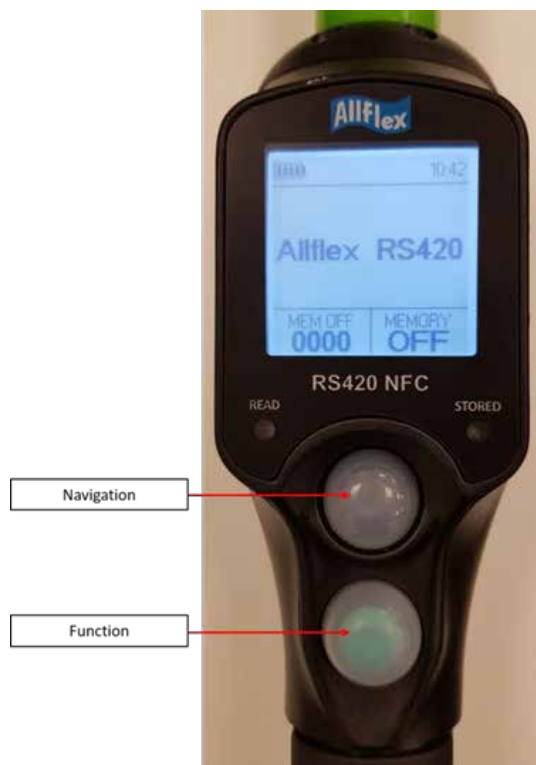 Allflex
10:42
Allflex RS420
MEM OFF MEMORY
0000 OFF
RS420 NFC
READ STORED
Navigation
Function